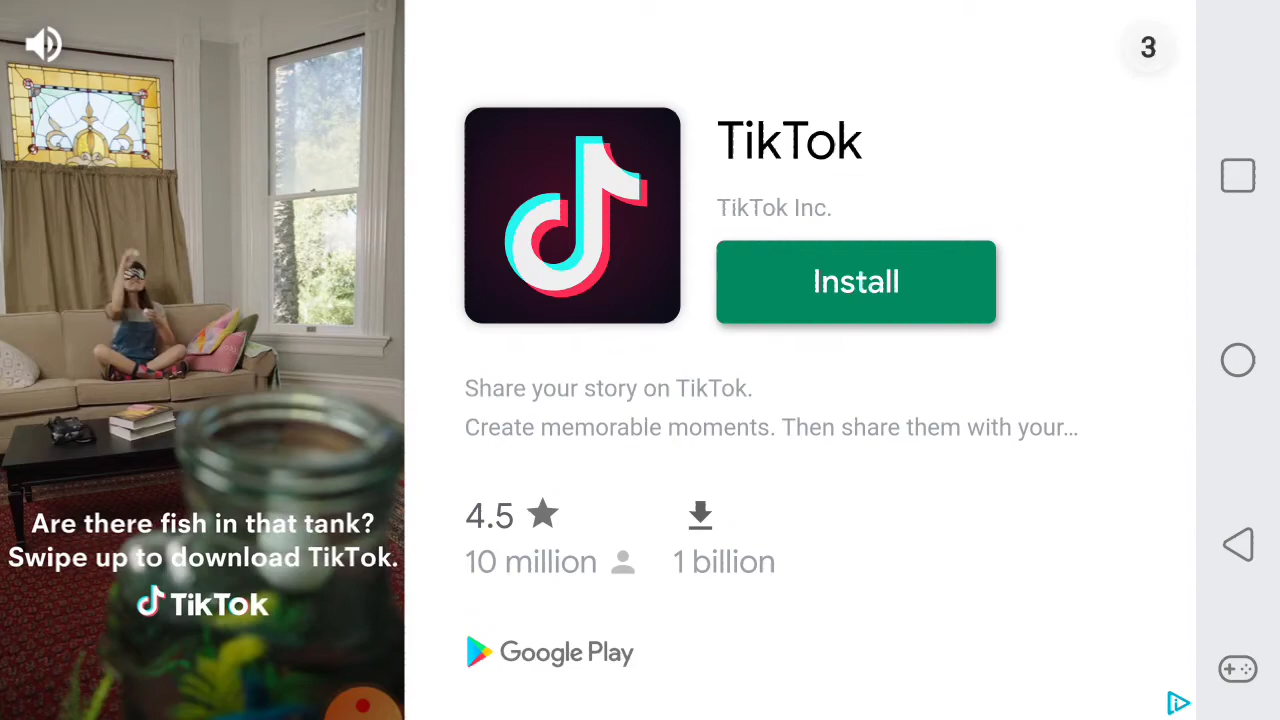 Are there fish in that tank?
Swipe up to download TikTok.
TikTok
3
TikTok
TikTok Inc.
Install
Share your story on TikTok.
Create memorable moments. Then share them with your...
4.5
10 million
1 billion
Google Play